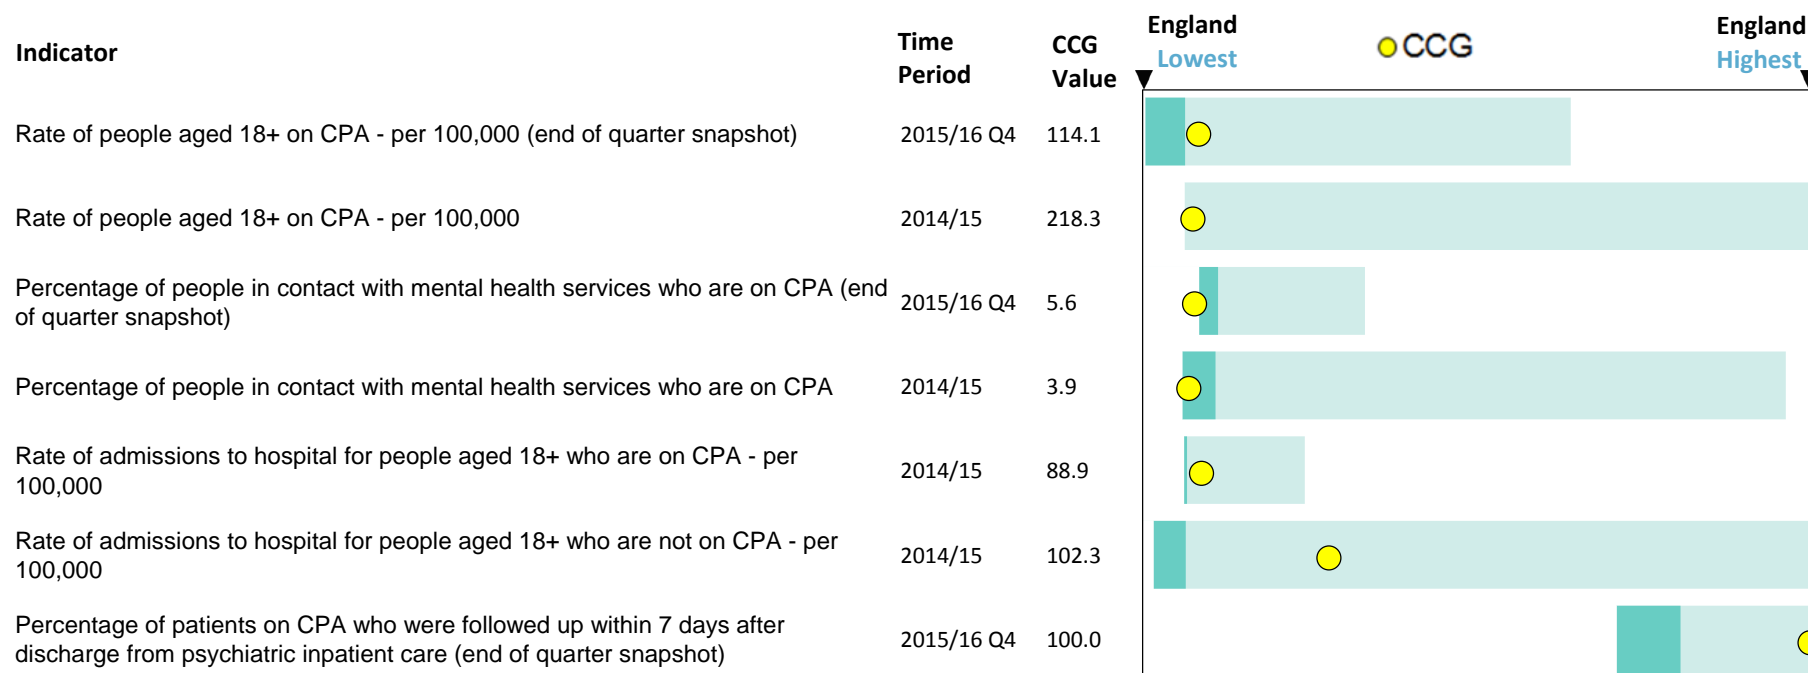 Indicator
Time Period
CCG Value
England Lowest
CCG
England Highest
Rate of people aged 18+ on CPA - per 100,000 (end of quarter snapshot) 2015/16 Q4 114.1
Rate of people aged 18+ on CPA - per 100,000 2014/15 218.3
Percentage of people in contact with mental health services who are on CPA (end
of quarter snapshot) 2015/16 Q4 5.6
Percentage of people in contact with mental health services who are on CPA 2014/15 3.9
Rate of admissions to hospital for people aged 18+ who are on CPA - per
100,000 2014/15 88.9
Rate of admissions to hospital for people aged 18+ who are not on CPA - per
100,000 2014/15 102.3
Percentage of patients on CPA who were followed up within 7 days after
discharge from psychiatric inpatient care (end of quarter snapshot) 2015/16 Q4 100.0